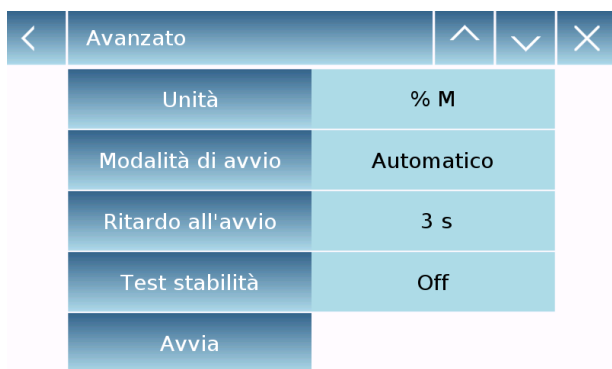 Avanzato
Unità % M
Modalità di avvio Automatico
Ritardo all'avvio 3 s
Test stabilità Off
Avvia